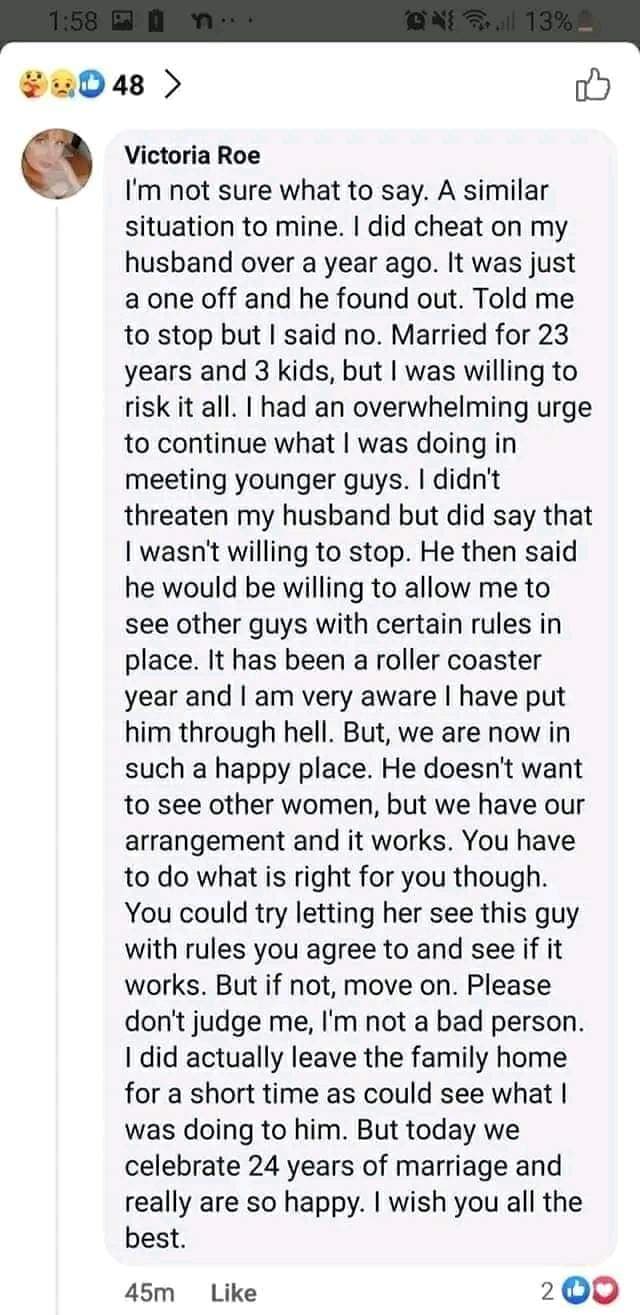 1:58
13%
48
Victoria Roe
I'm not sure what to say. A similar
situation to mine. I did cheat on my
husband over a year ago. It was just
a one off and he found out. Told me
to stop but I said no. Married for 23
years and 3 kids, but I was willing to
risk it all. I had an overwhelming urge
to continue what I was doing in
meeting younger guys. I didn't
threaten my husband but did say that
I wasn't willing to stop. He then said
he would be willing to allow me to
see other guys with certain rules in
place. It has been a roller coaster
year and I am very aware I have put
him through hell. But, we are now in
such a happy place. He doesn't want
to see other women, but we have our
arrangement and it works. You have
to do what is right for you though.
You could try letting her see this guy
with rules you agree to and see if it
works. But if not, move on. Please
don't judge me, I'm not a bad person.
I did actually leave the family home
for a short time as could see what I
was doing to him. But today we
celebrate 24 years of marriage and
really are so happy. I wish you all the
best.
45m Like 2